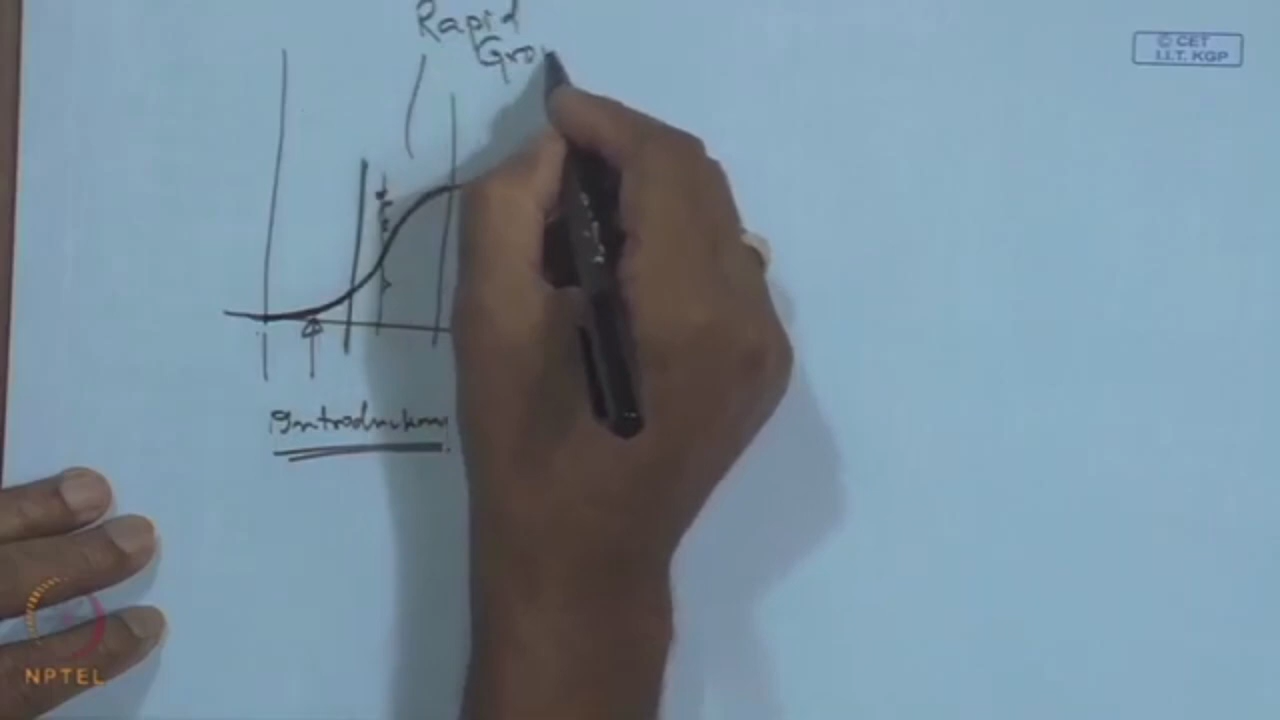 Rapid
Gro
© CET
I.I.T. KGP
Introduction
NPTEL